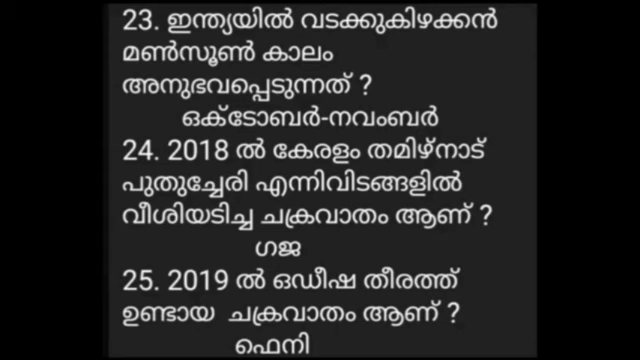 23. ഇന്ത്യയിൽ വടക്കുകിഴക്കൻ
മൺസൂൺ കാലം
അനുഭവപ്പെടുന്നത് ?
ഒക്ടോബർ-നവംബർ
24. 2018 ൽ കേരളം തമിഴ്നാട്
പുതുച്ചേരി എന്നിവിടങ്ങളിൽ
വീശിയടിച്ച ചക്രവാതം ആണ് ?
ഗജ
25. 2019 ൽ ഒഡീഷ തീരത്ത്
ഉണ്ടായ ചക്രവാതം ആണ് ?
ഫെനി